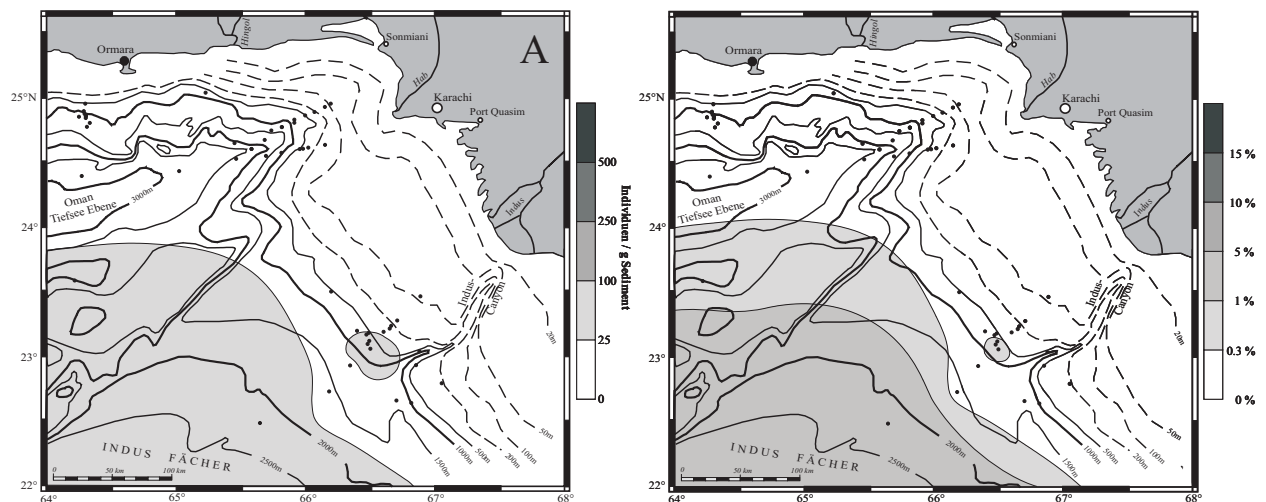 A
Hingol
Ormara
Sonmiani
Hab
Karachi
Port Quasim
Indus
Oman
Tiefsee Ebene
3000m
Indus-
Canyon
20m
50m
100m
200m
500m
1000m
1500m
2000m
2500m
INDUS FÄCHER
0 50 km 100 km
25°N
24°
23°
22°
64° 65° 66° 67° 68°
500
250
100
25
0
Individuen / g Sediment
Hingol
Ormara
Sonmiani
Hab
Karachi
Port Quasim
Indus
Oman
Tiefsee Ebene
3000m
Indus-
Canyon
20m
50m
100m
200m
500m
1000m
1500m
2000m
2500m
INDUS FÄCHER
0 50 km 100 km
25°N
24°
23°
22°
64° 65° 66° 67° 68°
15 %
10 %
5 %
1 %
0.3 %
0 %